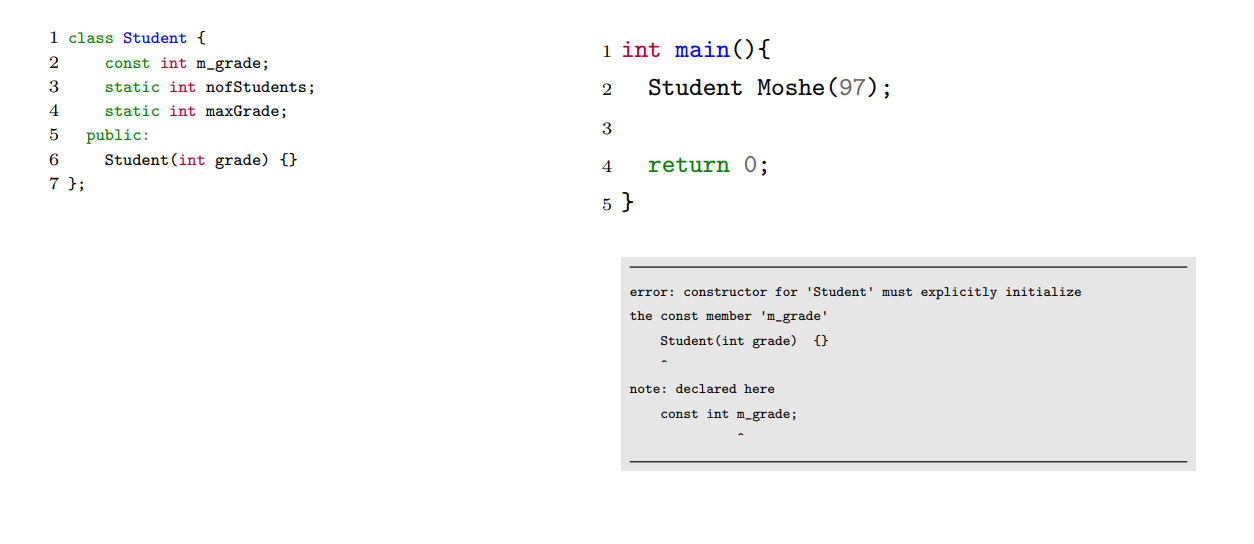 1 class Student {
2     const int m_grade;
3     static int nofStudents;
4     static int maxGrade;
5   public:
6     Student(int grade) {}
7 };
1 int main(){
2   Student Moshe(97);
3
4   return 0;
5 }
error: constructor for 'Student' must explicitly initialize
the const member 'm_grade'
    Student(int grade)  {}
    ^
note: declared here
    const int m_grade;
              ^